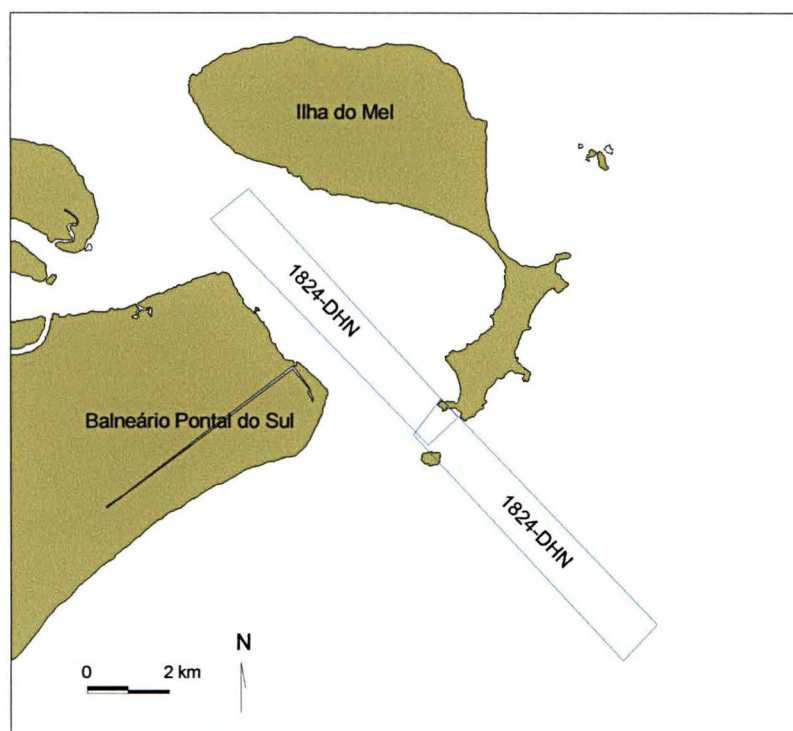 Ilha do Mel
1824-DHN
Balneário Pontal do Sul
1824-DHN
N
0 2 km